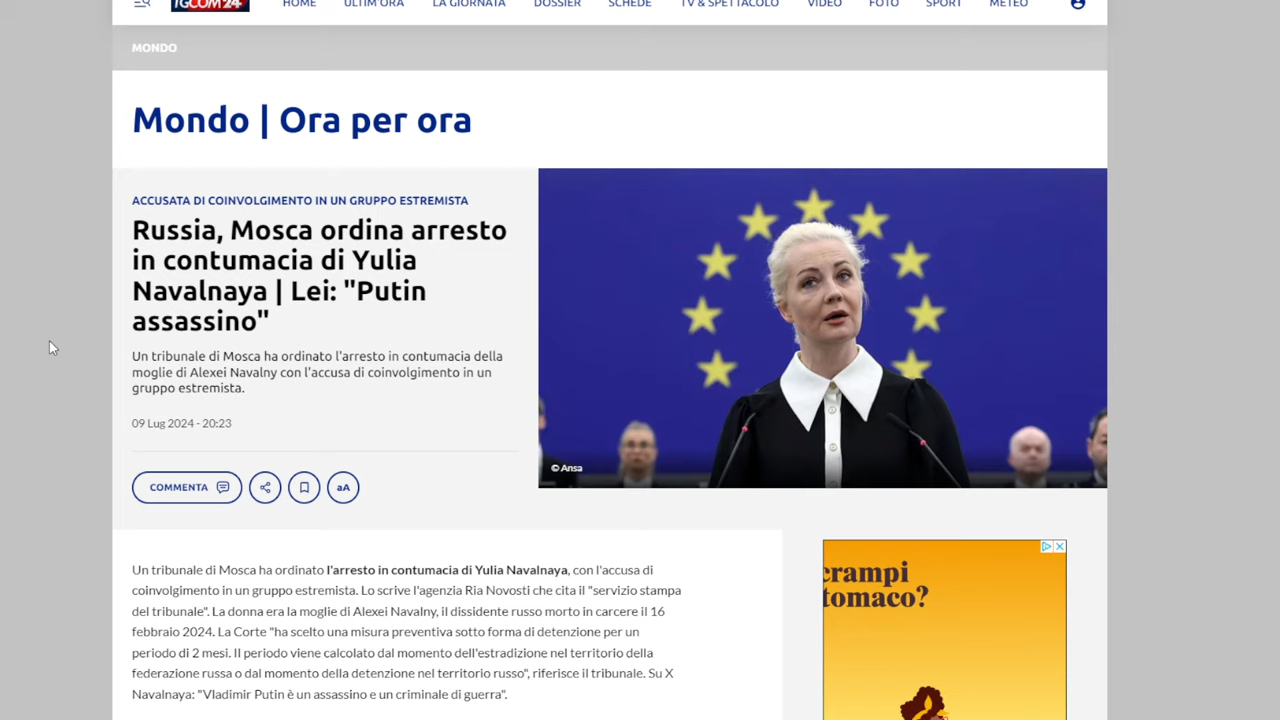 TGCOM24 HOME ULTIM'ORA LA GIORNATA DOSSIER SCHEDE TV & SPETTACOLO VIDEO FOTO SPORT METEO
MONDO
Mondo | Ora per ora
ACCUSATA DI COINVOLGIMENTO IN UN GRUPPO ESTREMISTA
Russia, Mosca ordina arresto
in contumacia di Yulia
Navalnaya | Lei: "Putin
assassino"
Un tribunale di Mosca ha ordinato l'arresto in contumacia della
moglie di Alexei Navalny con l'accusa di coinvolgimento in un
gruppo estremista.
09 Lug 2024 - 20:23
© Ansa
COMMENTA
aA
Un tribunale di Mosca ha ordinato l'arresto in contumacia di Yulia Navalnaya, con l'accusa di
coinvolgimento in un gruppo estremista. Lo scrive l'agenzia Ria Novosti che cita il "servizio stampa
del tribunale". La donna era la moglie di Alexei Navalny, il dissidente russo morto in carcere il 16
febbraio 2024. La Corte "ha scelto una misura preventiva sotto forma di detenzione per un
periodo di 2 mesi. Il periodo viene calcolato dal momento dell'estradizione nel territorio della
federazione russa o dal momento della detenzione nel territorio russo", riferisce il tribunale. Su X
Navalnaya: "Vladimir Putin è un assassino e un criminale di guerra".
crampi
tomaco?